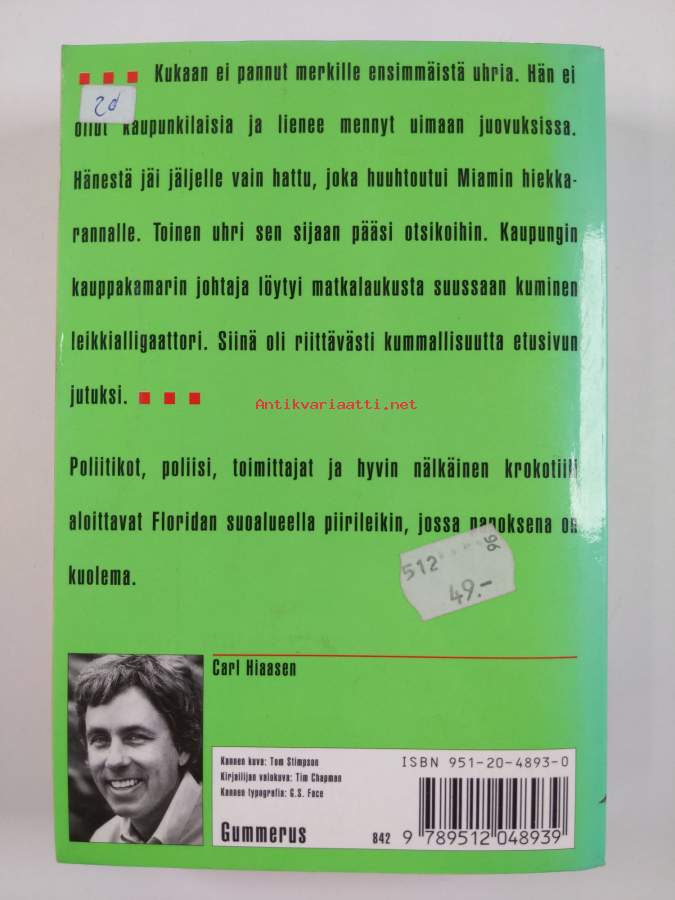 Kukaan ei pannut merkille ensimmäistä uhria. Hän ei
2d
ollut kaupunkilaisia ja lienee mennyt uimaan juovuksissa.
Hänestä jäi jäljelle vain hattu, joka huuhtoutui Miamin hiekka-
rannalle. Toinen uhri sen sijaan pääsi otsikoihin. Kaupungin
kauppakamarin johtaja löytyi matkalaukusta suussaan kuminen
leikkialligaattori. Siinä oli riittävästi kummallisuutta etusivun
jutuksi.
Antikvariaatti.net
Poliitikot, poliisi, toimittajat ja hyvin nälkäinen krokotiili
aloittavat Floridan suoalueella piirileikin, jossa panoksena on
kuolema.
512 96
49.-
Carl Hiaasen
Kannen kuva: Tom Stimpson
Kirjailijan valokuva: Tim Chapman
Kannen typografia: G.S. Face
Gummerus
842
ISBN 951-20-4893-0
9 789512 048939